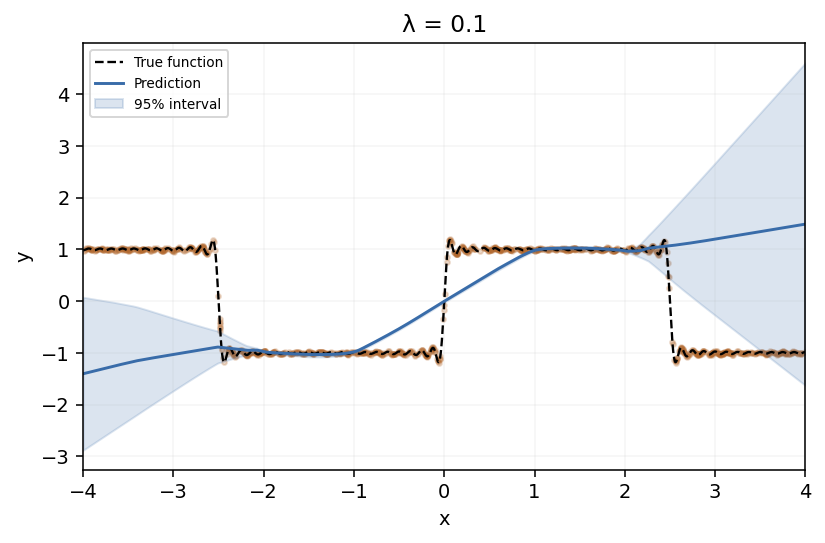 λ = 0.1
True function
Prediction
95% interval
y
4
3
2
1
0
−1
−2
−3
−4 −3 −2 −1 0 1 2 3 4
x